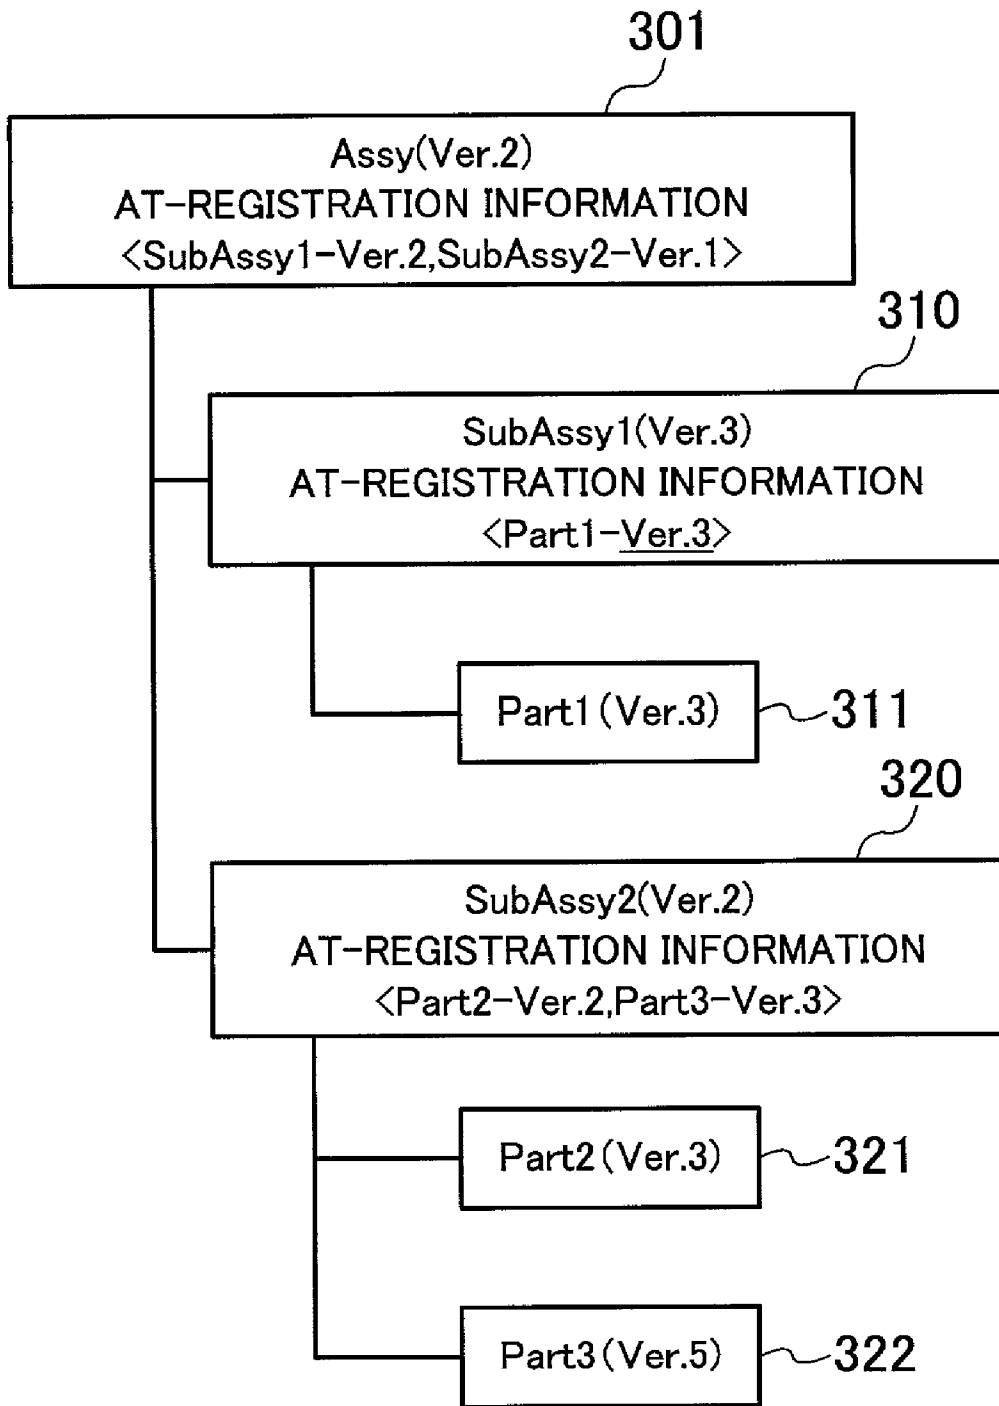 301
Assy(Ver.2)
AT-REGISTRATION INFORMATION
<SubAssy1-Ver.2,SubAssy2-Ver.1>
310
SubAssy1(Ver.3)
AT-REGISTRATION INFORMATION
<Part1-Ver.3>
Part1(Ver.3)
311
320
SubAssy2(Ver.2)
AT-REGISTRATION INFORMATION
<Part2-Ver.2,Part3-Ver.3>
Part2(Ver.3)
321
Part3(Ver.5)
322